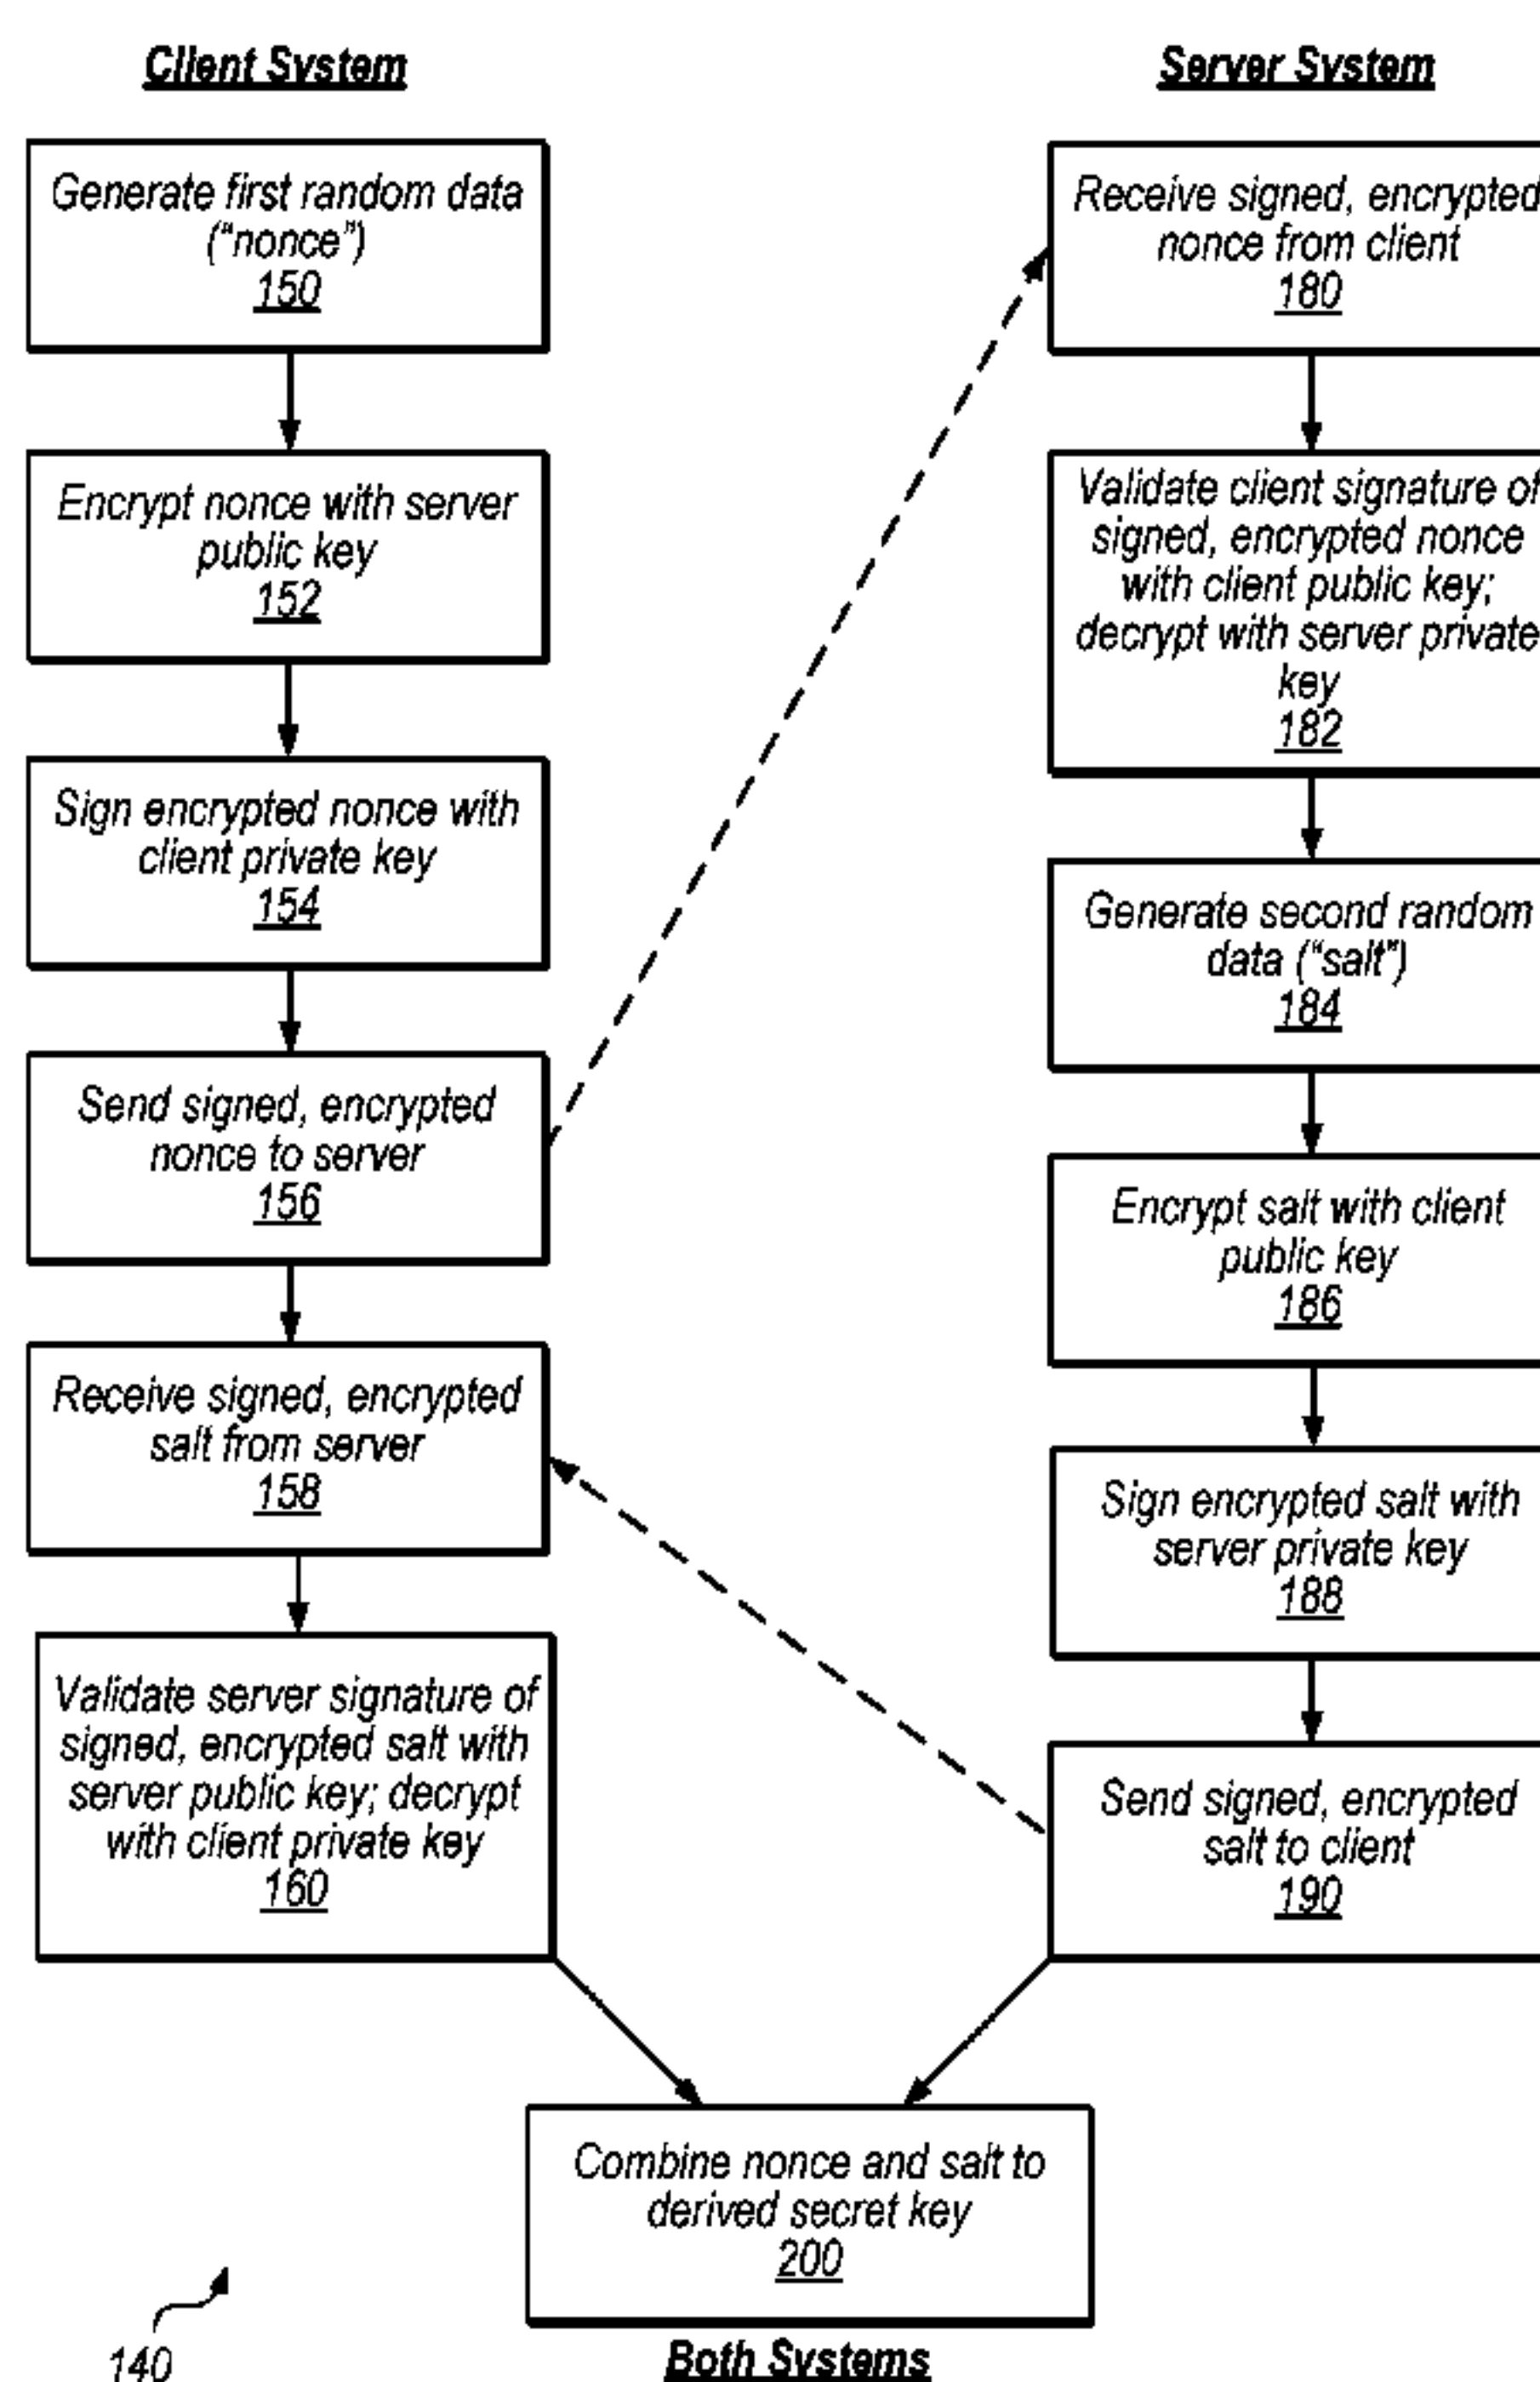 Client System
Generate first random data
("nonce")
150
Encrypt nonce with server
public key
152
Sign encrypted nonce with
client private key
154
Send signed, encrypted
nonce to server
156
Receive signed, encrypted
salt from server
158
Validate server signature of
signed, encrypted salt with
server public key; decrypt
with client private key
160
Server System
Receive signed, encrypted
nonce from client
180
Validate client signature of
signed, encrypted nonce
with client public key;
decrypt with server private
key
182
Generate second random
data ("salt")
184
Encrypt salt with client
public key
186
Sign encrypted salt with
server private key
188
Send signed, encrypted
salt to client
190
Combine nonce and salt to
derived secret key
200
Both Systems
140